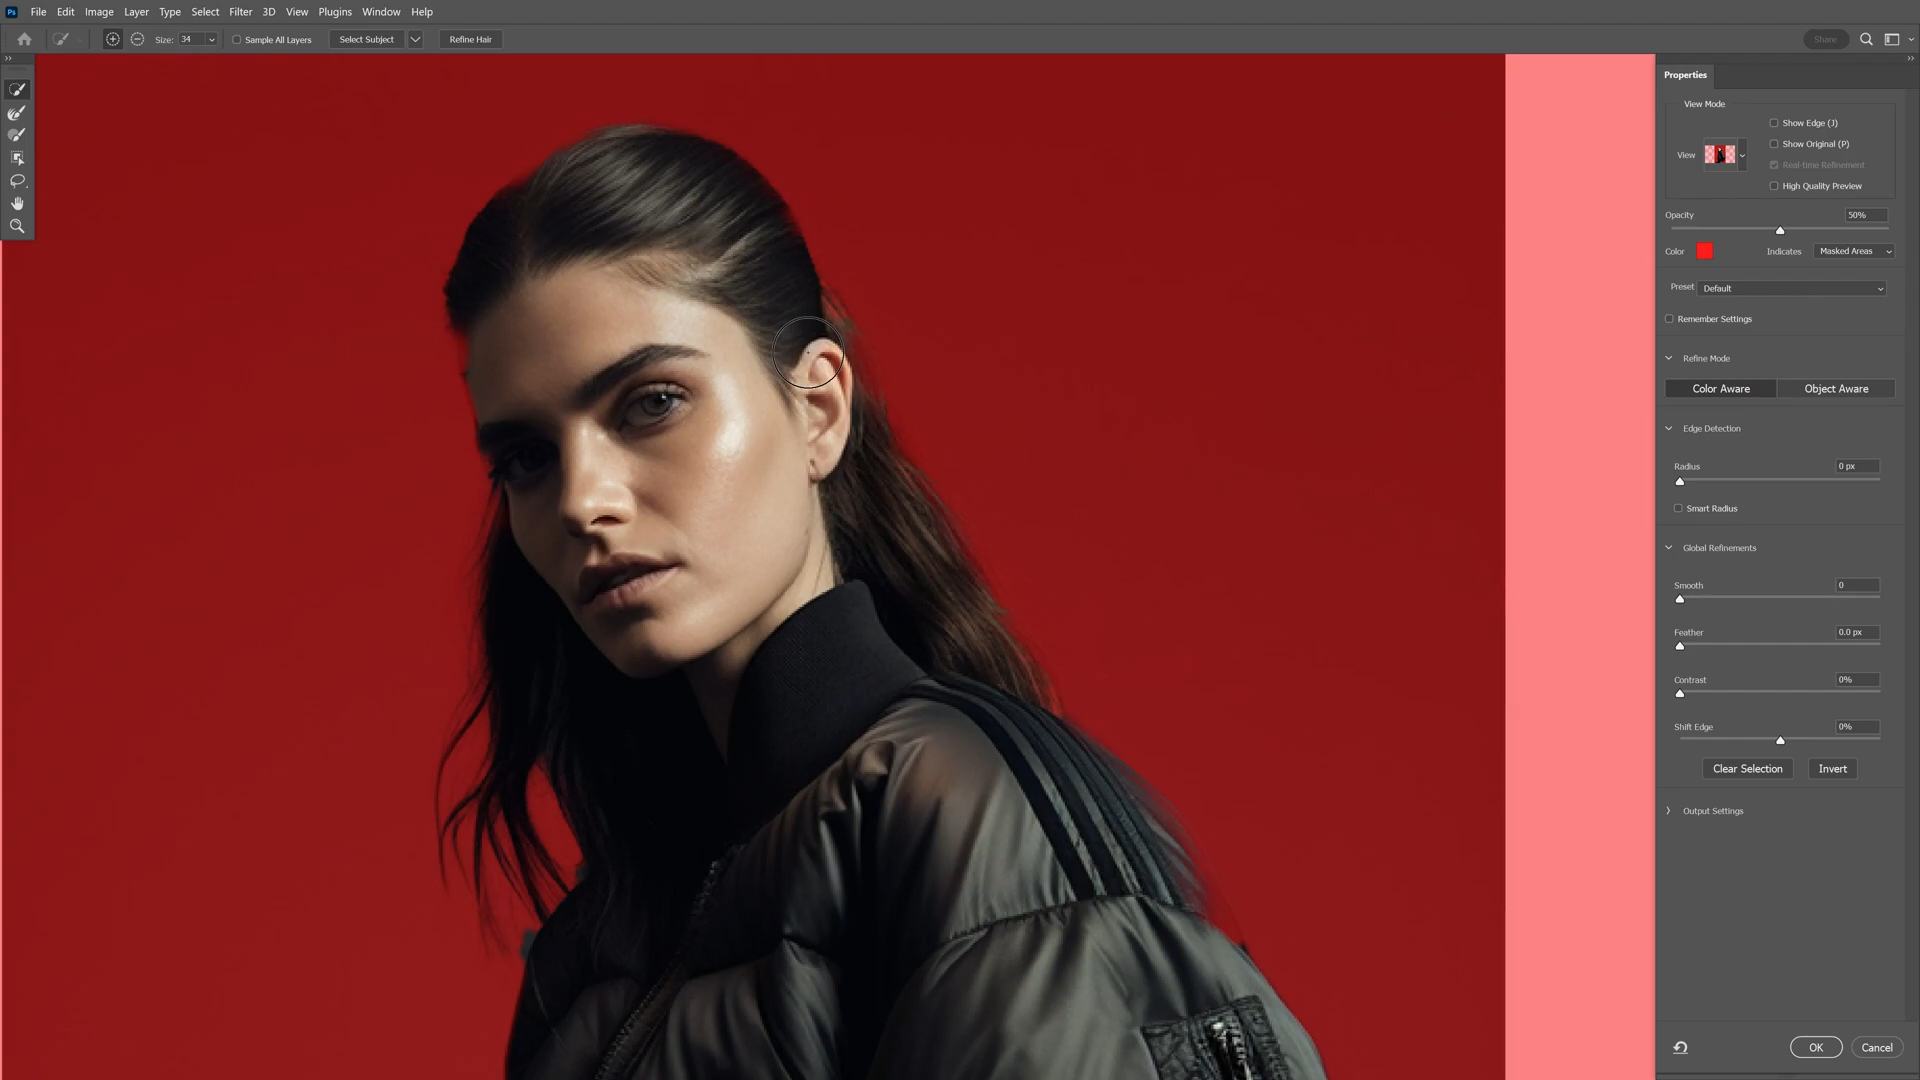 Ps File Edit Image Layer Type Select Filter 3D View Plugins Window Help
Size: 34 Sample All Layers Select Subject Refine Hair Share
Properties
View Mode
Show Edge (J)
Show Original (P)
View
Real-time Refinement
High Quality Preview
Opacity 50%
Color Indicates Masked Areas
Preset Default
Remember Settings
Refine Mode
Color Aware Object Aware
Edge Detection
Radius 0 px
Smart Radius
Global Refinements
Smooth 0
Feather 0.0 px
Contrast 0%
Shift Edge 0%
Clear Selection Invert
Output Settings
OK Cancel